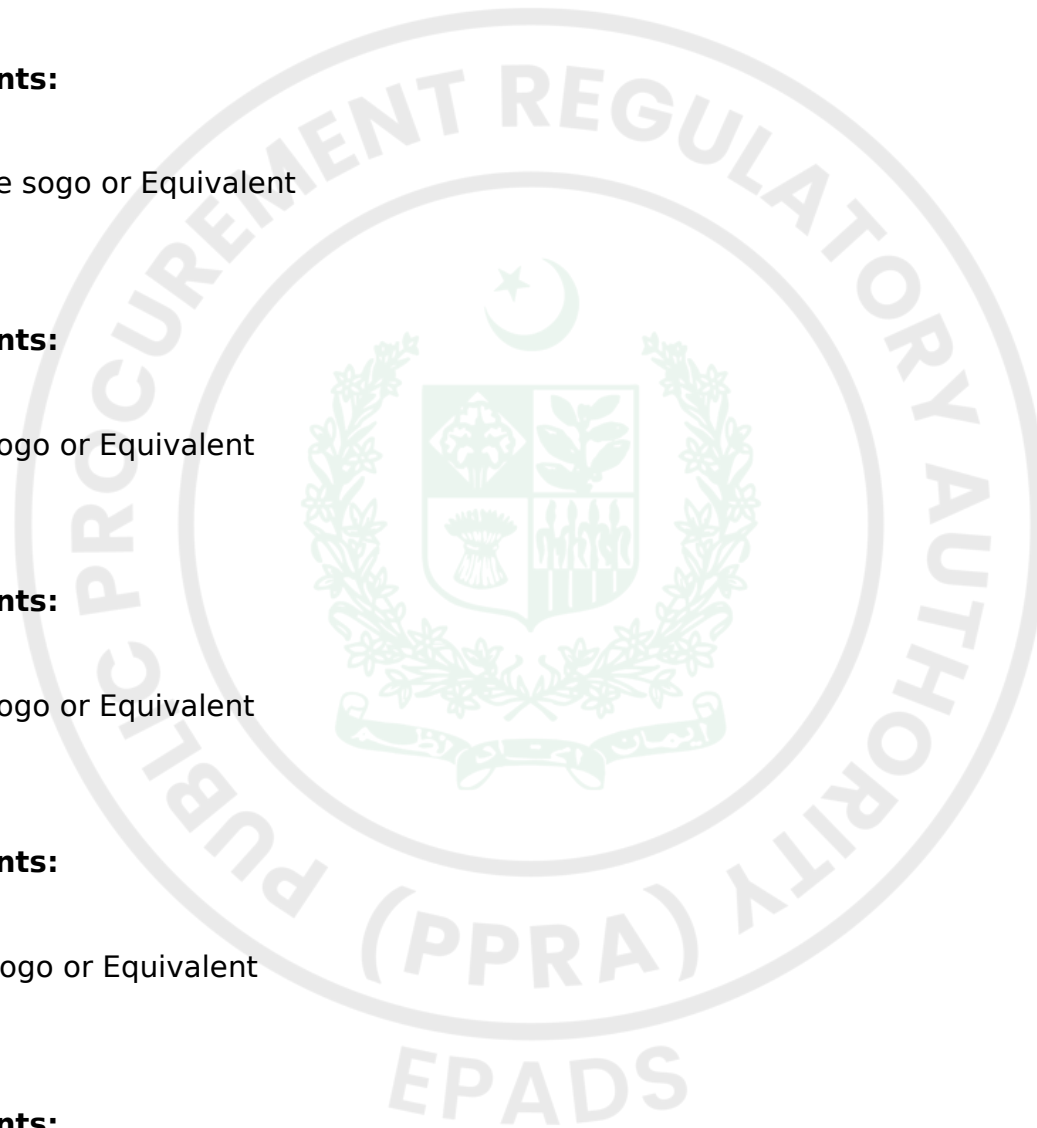 nts:
e sogo or Equivalent
nts:
ogo or Equivalent
nts:
ogo or Equivalent
nts:
ogo or Equivalent
nts:
PUBLIC PROCUREMENT REGULATORY AUTHORITY
(PPRA)
EPADS